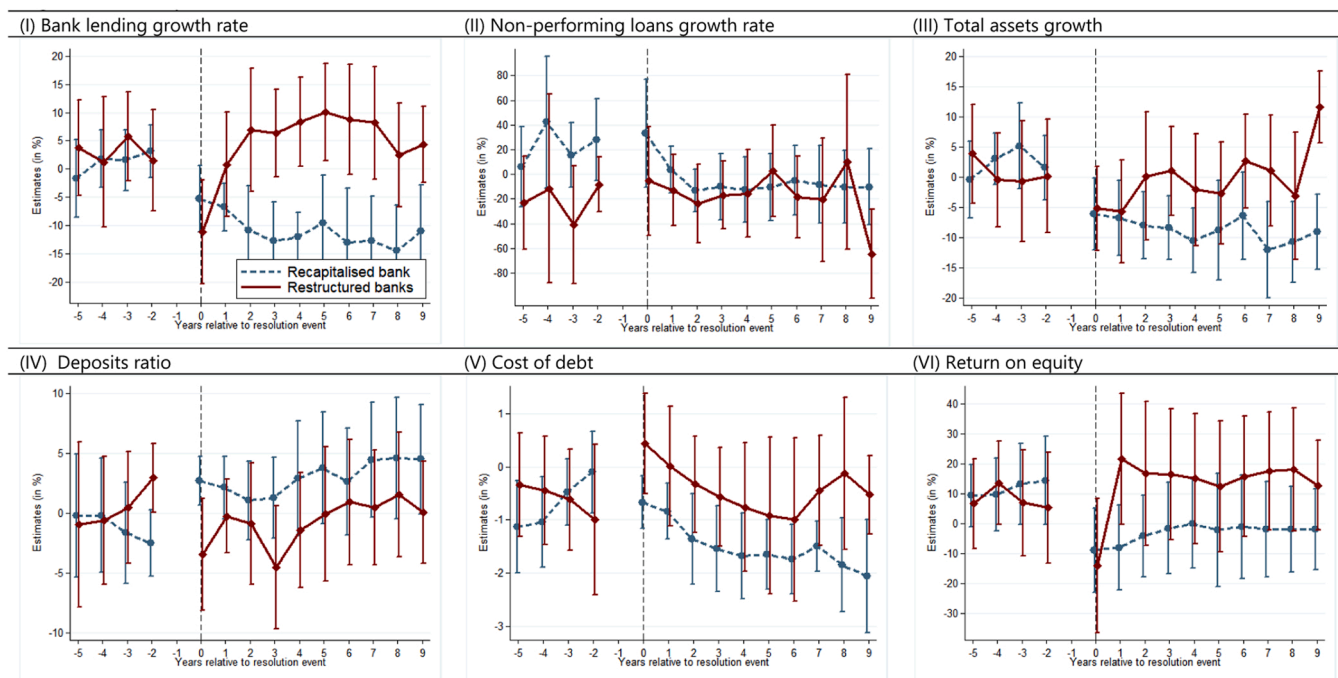 (I) Bank lending growth rate
(II) Non-performing loans growth rate
(III) Total assets growth
Estimates (in %)
20
15
10
5
0
-5
-10
-15
-20
Recapitalised bank
Restructured banks
-5 -4 -3 -2 -1 0 1 2 3 4 5 6 7 8 9
Years relative to resolution event
Estimates (in %)
80
60
40
20
0
-20
-40
-60
-80
-5 -4 -3 -2 -1 0 1 2 3 4 5 6 7 8 9
Years relative to resolution event
Estimates (in %)
20
15
10
5
0
-5
-10
-15
-20
-5 -4 -3 -2 -1 0 1 2 3 4 5 6 7 8 9
Years relative to resolution event
(IV) Deposits ratio
(V) Cost of debt
(VI) Return on equity
Estimates (in %)
10
5
0
-5
-10
-5 -4 -3 -2 -1 0 1 2 3 4 5 6 7 8 9
Years relative to resolution event
Estimates (in %)
1
0
-1
-2
-3
-5 -4 -3 -2 -1 0 1 2 3 4 5 6 7 8 9
Years relative to resolution event
Estimates (in %)
40
30
20
10
0
-10
-20
-30
-5 -4 -3 -2 -1 0 1 2 3 4 5 6 7 8 9
Years relative to resolution event